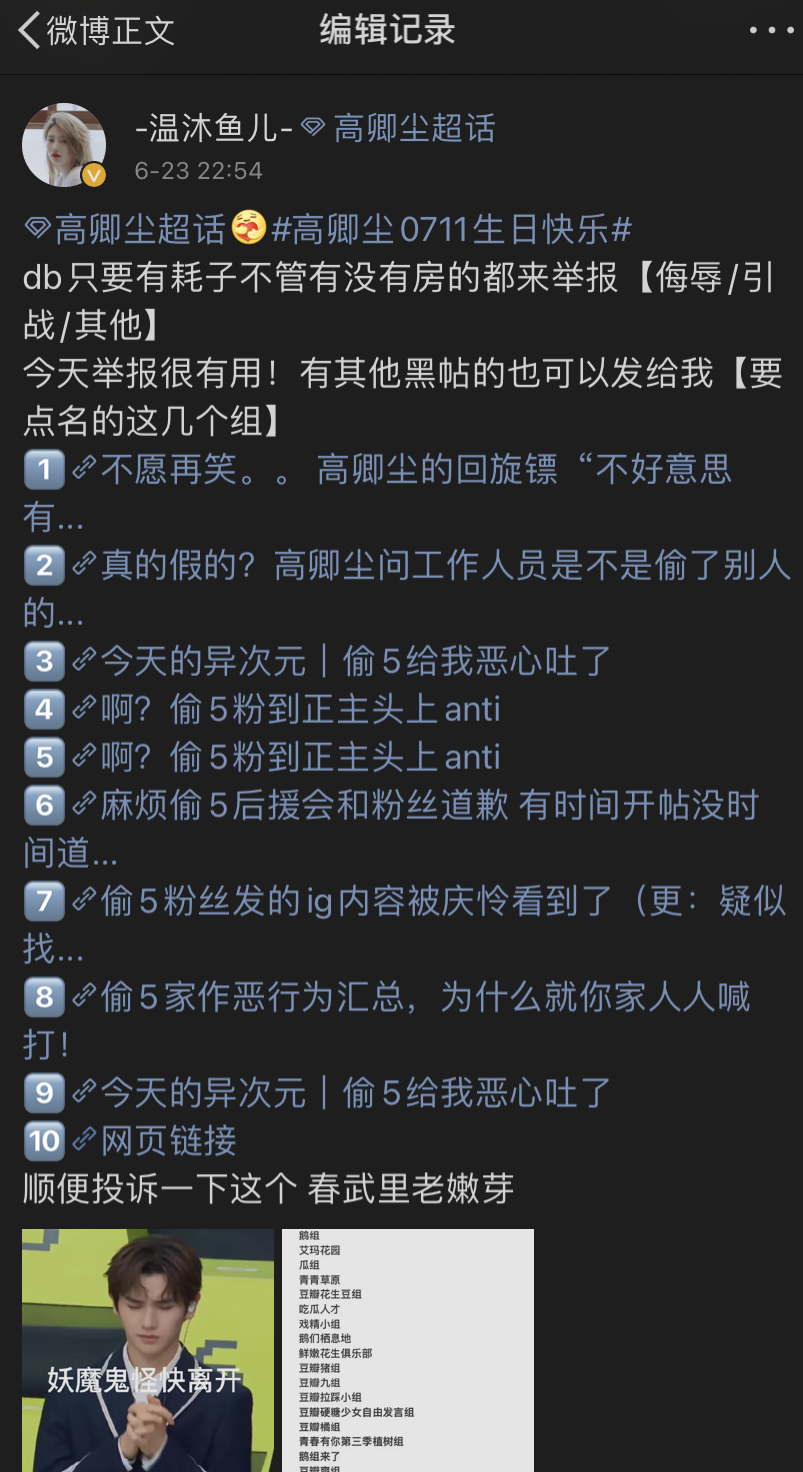 微博正文
编辑记录
-温沐鱼儿- 高卿尘超话
6-23 22:54
高卿尘超话 #高卿尘0711生日快乐#
db只要有耗子不管有没有房的都来举报【侮辱/引
战/其他】
今天举报很有用！有其他黑帖的也可以发给我【要
点名的这几个组】
1 不愿再笑。。 高卿尘的回旋镖“不好意思
有...
2 真的假的？高卿尘问工作人员是不是偷了别人
的...
3 今天的异次元｜偷5给我恶心吐了
4 啊？偷5粉到正主头上anti
5 啊？偷5粉到正主头上anti
6 麻烦偷5后援会和粉丝道歉 有时间开帖没时
间道...
7 偷5粉丝发的ig内容被庆怜看到了（更：疑似
找...
8 偷5家作恶行为汇总，为什么就你家人人喊
打！
9 今天的异次元｜偷5给我恶心吐了
10 网页链接
顺便投诉一下这个 春武里老嫩芽
妖魔鬼怪快离开
鹅组
艾玛花园
瓜组
青青草原
豆瓣花生豆组
吃瓜人才
戏精小组
鹅们栖息地
鲜嫩花生俱乐部
豆瓣猪组
豆瓣九组
豆瓣拉踩小组
豆瓣硬糖少女自由发言组
豆瓣橘组
青春有你第三季植树组
鹅组来了